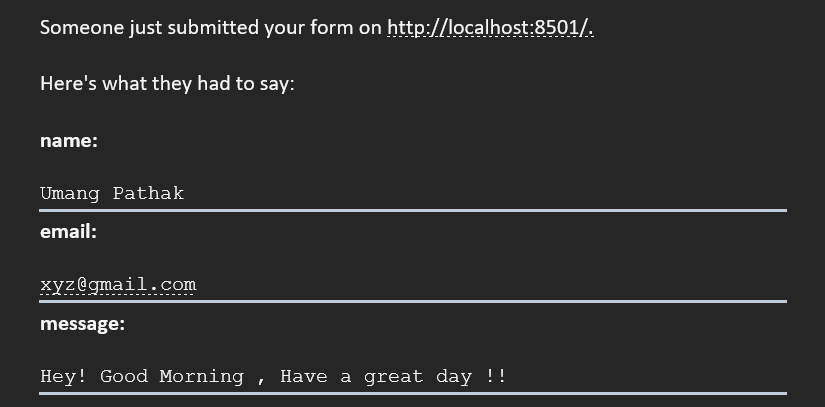 Someone just submitted your form on http://localhost:8501/.
Here's what they had to say:
name:
Umang Pathak
email:
xyz@gmail.com
message:
Hey! Good Morning , Have a great day !!